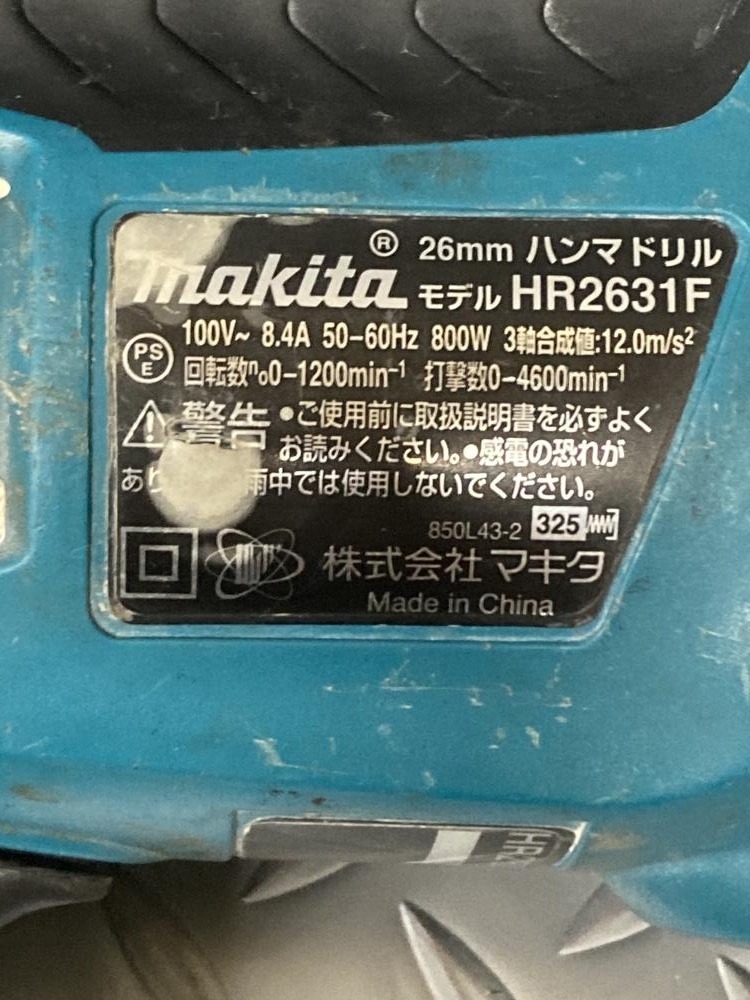 makita® 26mm ハンマドリル
モデル HR2631F
PS E
100V~ 8.4A 50-60Hz 800W 3軸合成値:12.0m/s²
回転数n₀0-1200min⁻¹ 打撃数0-4600min⁻¹
警告 •ご使用前に取扱説明書を必ずよく
お読みください。•感電の恐れが
あり 雨中では使用しないでください。
850L43-2 325
株式会社 マキタ
Made in China